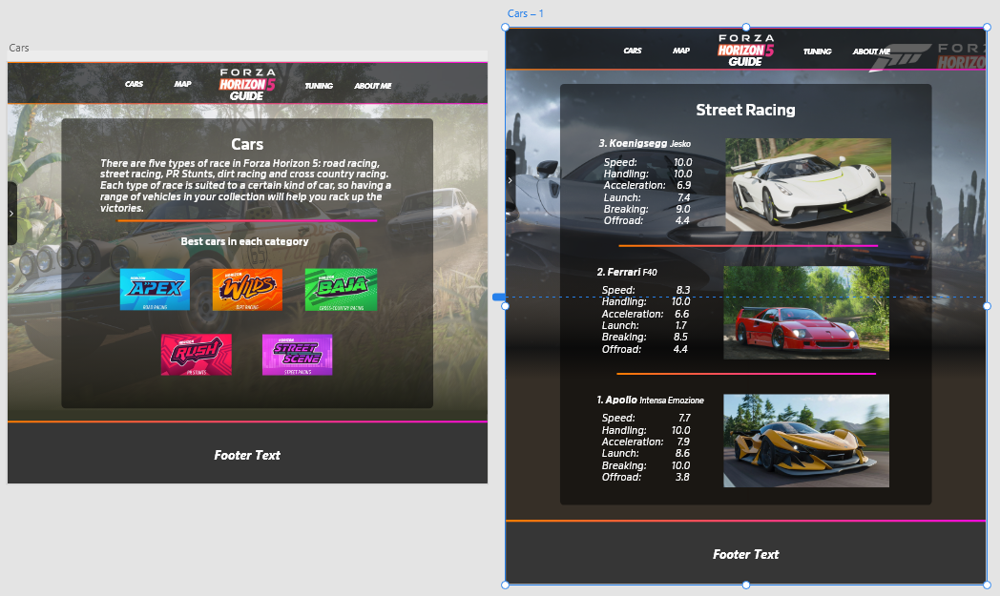 Cars
CARS
MAP
FORZA
HORIZON 5
GUIDE
TUNING
ABOUT ME
Cars
There are five types of race in Forza Horizon 5: road racing,
street racing, PR Stunts, dirt racing and cross country racing.
Each type of race is suited to a certain kind of car, so having a
range of vehicles in your collection will help you rack up the
victories.
Best cars in each category
HORIZON
APEX
ROAD RACING
HORIZON
WILDS
DIRT RACING
HORIZON
BAJA
CROSS-COUNTRY RACING
HORIZON
RUSH
PR STUNTS
HORIZON
STREET
SCENE
STREET RACES
Footer Text
Cars – 1
CARS
MAP
FORZA
HORIZON 5
GUIDE
TUNING
ABOUT ME
FORZ
HORIZO
Street Racing
3. Koenigsegg Jesko
Speed: 10.0
Handling: 10.0
Acceleration: 6.9
Launch: 7.4
Breaking: 9.0
Offroad: 4.4
2. Ferrari F40
Speed: 8.3
Handling: 10.0
Acceleration: 6.6
Launch: 1.7
Breaking: 8.5
Offroad: 4.4
1. Apollo Intensa Emozione
Speed: 7.7
Handling: 10.0
Acceleration: 7.9
Launch: 8.6
Breaking: 10.0
Offroad: 3.8
Footer Text